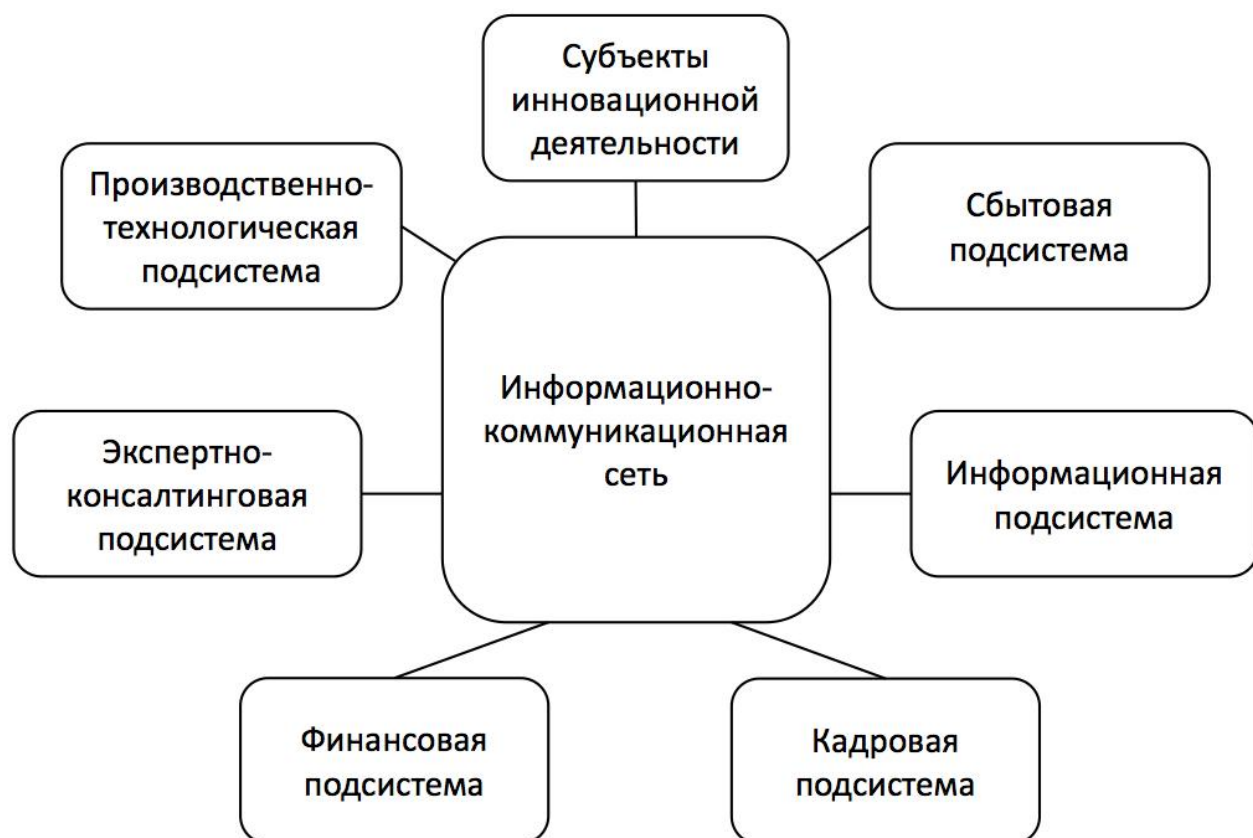 Субъекты
инновационной
деятельности
Производственно-
технологическая
подсистема
Сбытовая
подсистема
Информационно-
коммуникационная
сеть
Экспертно-
консалтинговая
подсистема
Информационная
подсистема
Финансовая
подсистема
Кадровая
подсистема